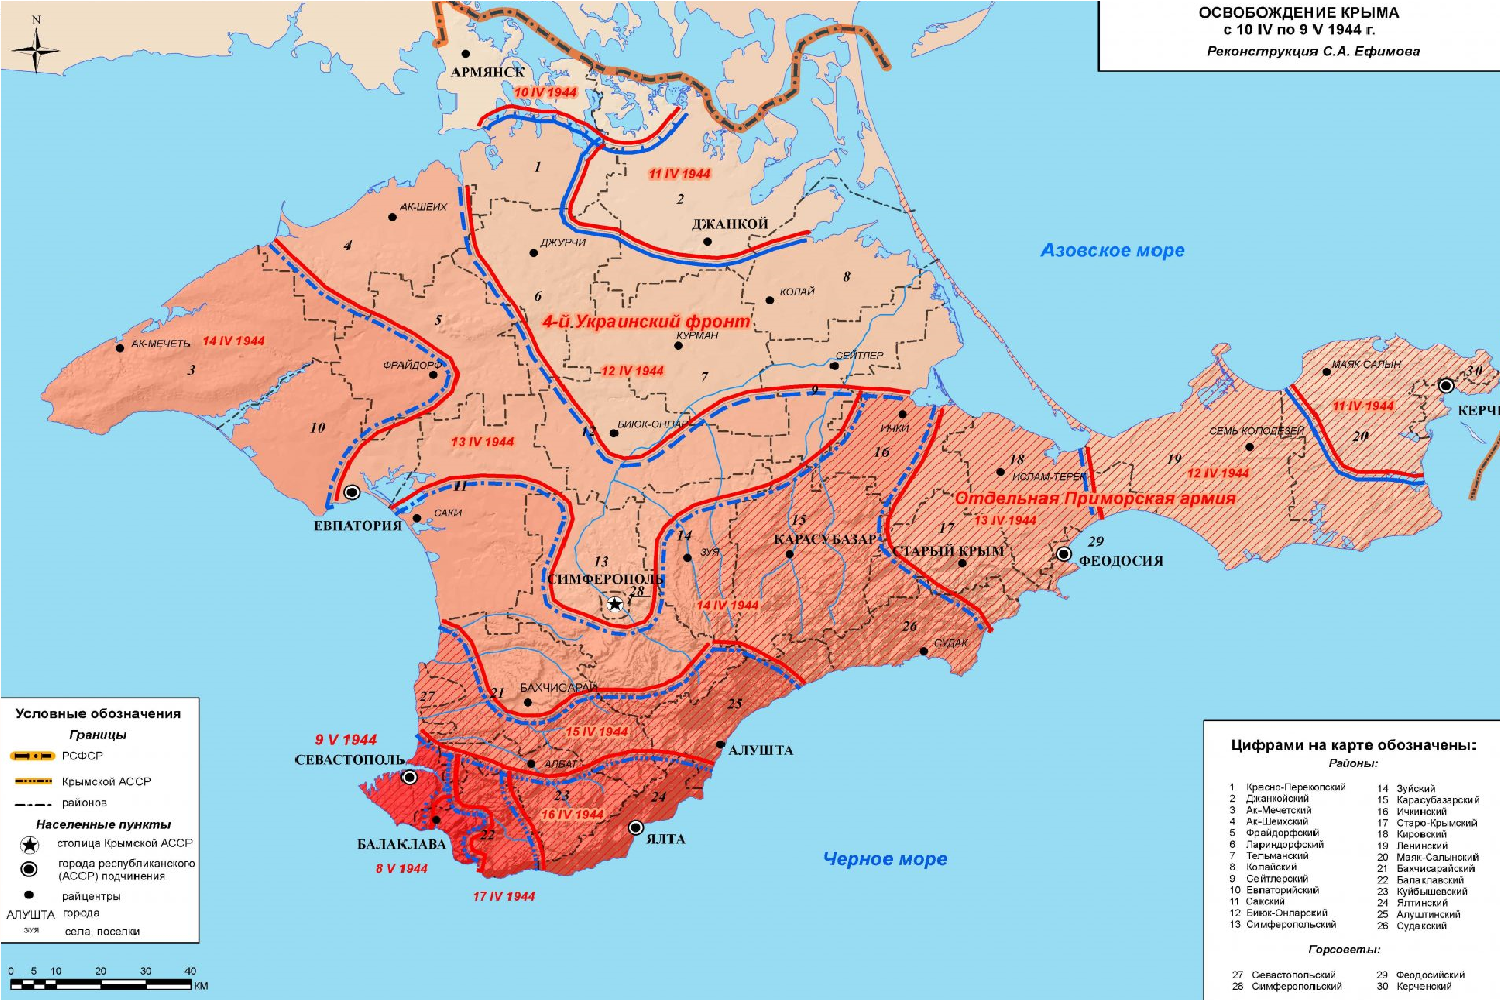 ОСВОБОЖДЕНИЕ КРЫМА
с 10 IV по 9 V 1944 г.
Реконструкция С.А. Ефимова
N
АРМЯНСК
10 IV 1944
1
11 IV 1944
2
АК-ШЕИХ
ДЖАНКОЙ
4
ДЖУРЧИ
Азовское море
8
КОЛАЙ
6
5
4-й Украинский фронт
КУРМАН
АК-МЕЧЕТЬ
14 IV 1944
3
СЕЙТЛЕР
ФРАЙДОРФ
12 IV 1944
7
9
МАЯК-САЛЫН
30
11 IV 1944
КЕРЧ
10
13 IV 1944
12
БИЮК-ОНЛАР
ИЧКИ
20
СЕМЬ КОЛОДЕЗЕЙ
16
18
19
12 IV 1944
ИСЛАМ-ТЕРЕК
11
Отдельная Приморская армия
САКИ
ЕВПАТОРИЯ
15
13 IV 1944
17
14
КАРАСУБАЗАР
29
ЗУЯ
СТАРЫЙ КРЫМ
ФЕОДОСИЯ
13
СИМФЕРОПОЛЬ
28
14 IV 1944
26
СУДАК
27
21
БАХЧИСАРАЙ
25
15 IV 1944
9 V 1944
СЕВАСТОПОЛЬ
АЛУШТА
АЛБАТ
23
24
16 IV 1944
22
БАЛАКЛАВА
ЯЛТА
8 V 1944
Черное море
17 IV 1944
Условные обозначения
Границы
РСФСР
Крымской АССР
районов
Населенные пункты
столица Крымской АССР
города республиканского
(АССР) подчинения
райцентры
АЛУШТА города
ЗУЯ села, поселки
0 5 10 20 30 40
КМ
Цифрами на карте обозначены:
Районы:
1 Красно-Перекопский
2 Джанкойский
3 Ак-Мечетский
4 Ак-Шеихский
5 Фрайдорфский
6 Лариндорфский
7 Тельманский
8 Колайский
9 Сейтлерский
10 Евпаторийский
11 Сакский
12 Биюк-Онларский
13 Симферопольский
14 Зуйский
15 Карасубазарский
16 Ичкинский
17 Старо-Крымский
18 Кировский
19 Ленинский
20 Маяк-Салынский
21 Бахчисарайский
22 Балаклавский
23 Куйбышевский
24 Ялтинский
25 Алуштинский
26 Судакский
Горсоветы:
27 Севастопольский
28 Симферопольский
29 Феодосийский
30 Керченский